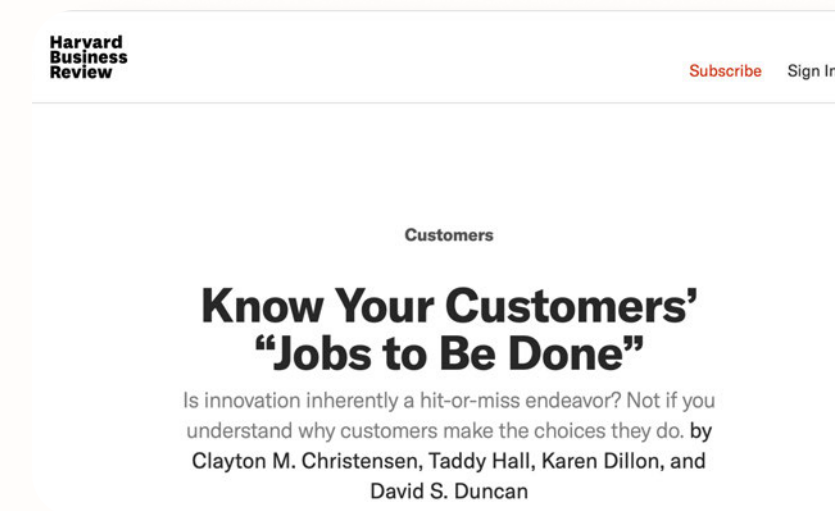 Harvard
Business
Review
Subscribe Sign In
Customers
Know Your Customers’
“Jobs to Be Done”
Is innovation inherently a hit-or-miss endeavor? Not if you
understand why customers make the choices they do. by
Clayton M. Christensen, Taddy Hall, Karen Dillon, and
David S. Duncan